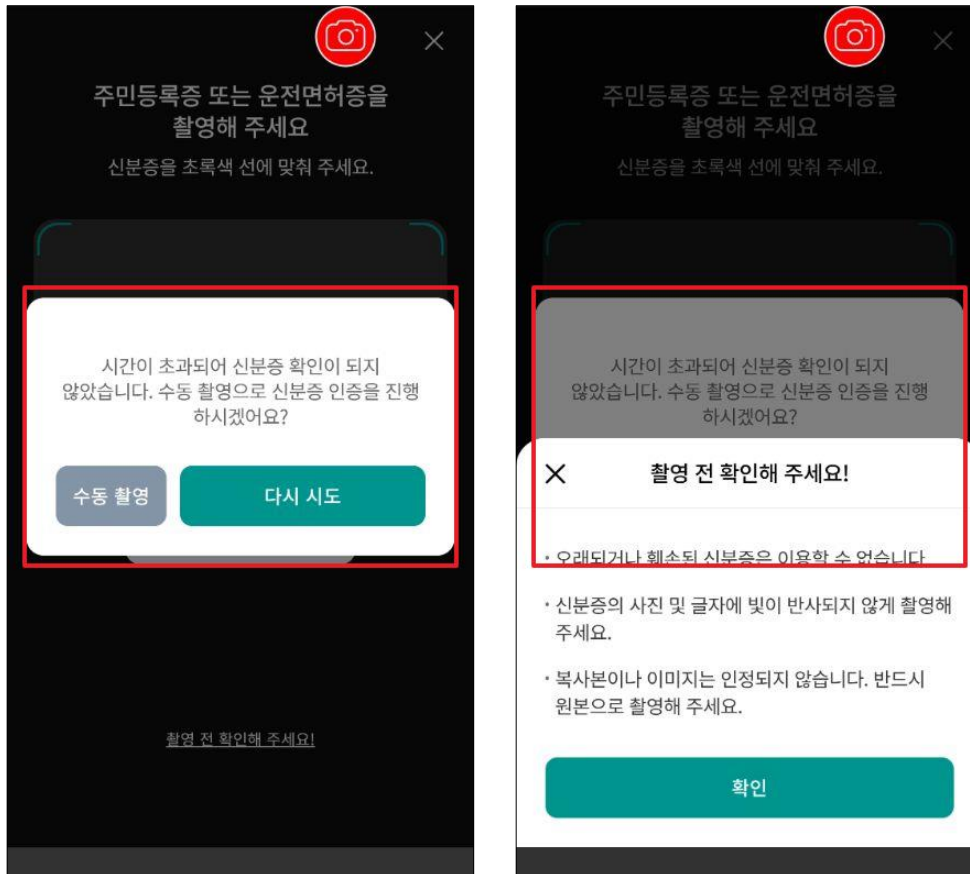 주민등록증 또는 운전면허증을
촬영해 주세요
신분증을 초록색 선에 맞춰 주세요.
시간이 초과되어 신분증 확인이 되지
않았습니다. 수동 촬영으로 신분증 인증을 진행
하시겠어요?
수동 촬영
다시 시도
촬영 전 확인해 주세요!
주민등록증 또는 운전면허증을
촬영해 주세요
신분증을 초록색 선에 맞춰 주세요.
시간이 초과되어 신분증 확인이 되지
않았습니다. 수동 촬영으로 신분증 인증을 진행
하시겠어요?
촬영 전 확인해 주세요!
· 오래되거나 훼손된 신분증은 이용할 수 없습니다
· 신분증의 사진 및 글자에 빛이 반사되지 않게 촬영해
주세요.
· 복사본이나 이미지는 인정되지 않습니다. 반드시
원본으로 촬영해 주세요.
확인